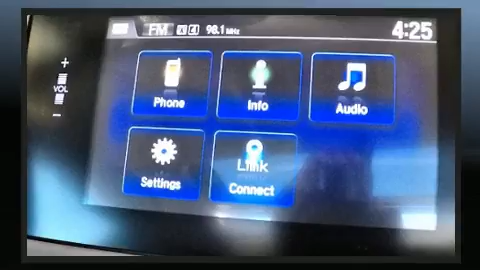 FM 98.1 MHz 4:25
+
VOL
−
Phone
Info
Audio
Link
Settings
Connect